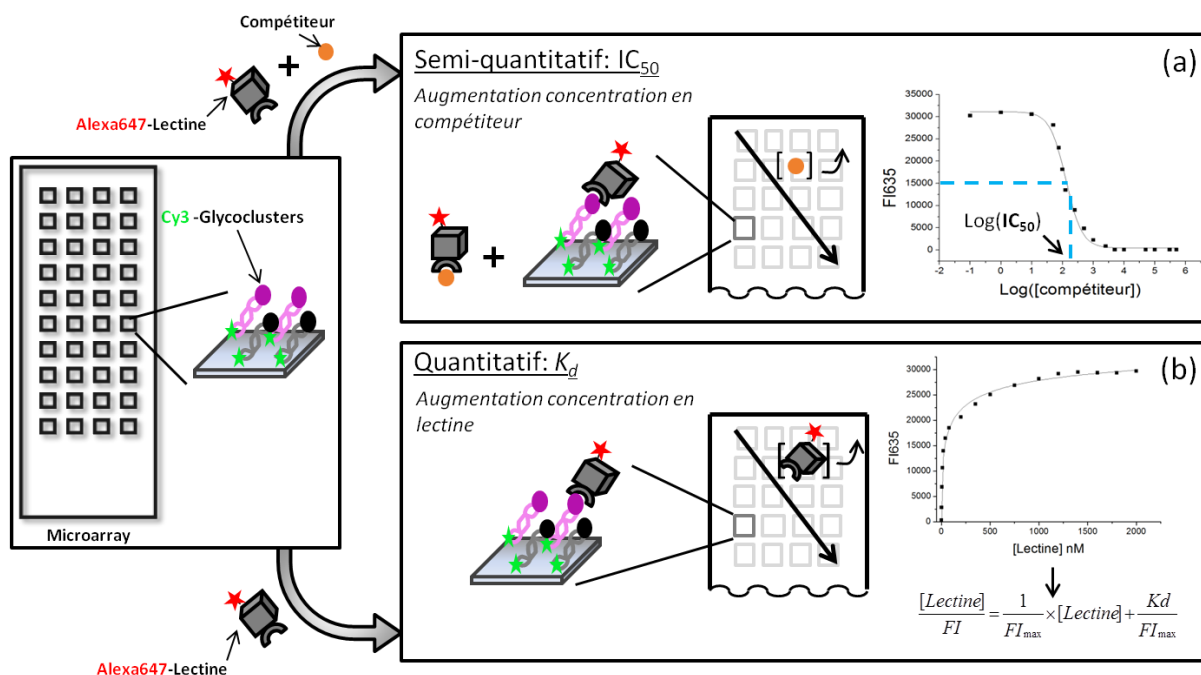 Compétiteur
Alexa647-Lectine
Cy3 -Glycoclusters
Microarray
Alexa647-Lectine
Semi-quantitatif: IC50
(a)
Augmentation concentration en
compétiteur
[ ]
FI635
35000
30000
25000
20000
15000
10000
5000
0
-2 -1 0 1 2 3 4 5 6
Log([compétiteur])
Log(IC50)
Quantitatif: Kd
(b)
Augmentation concentration en
lectine
[ ]
FI635
35000
30000
25000
20000
15000
10000
5000
0
0 500 1000 1500 2000
[Lectine] nM
[Lectine]/FI = 1/FImax ×[Lectine]+ Kd/FImax